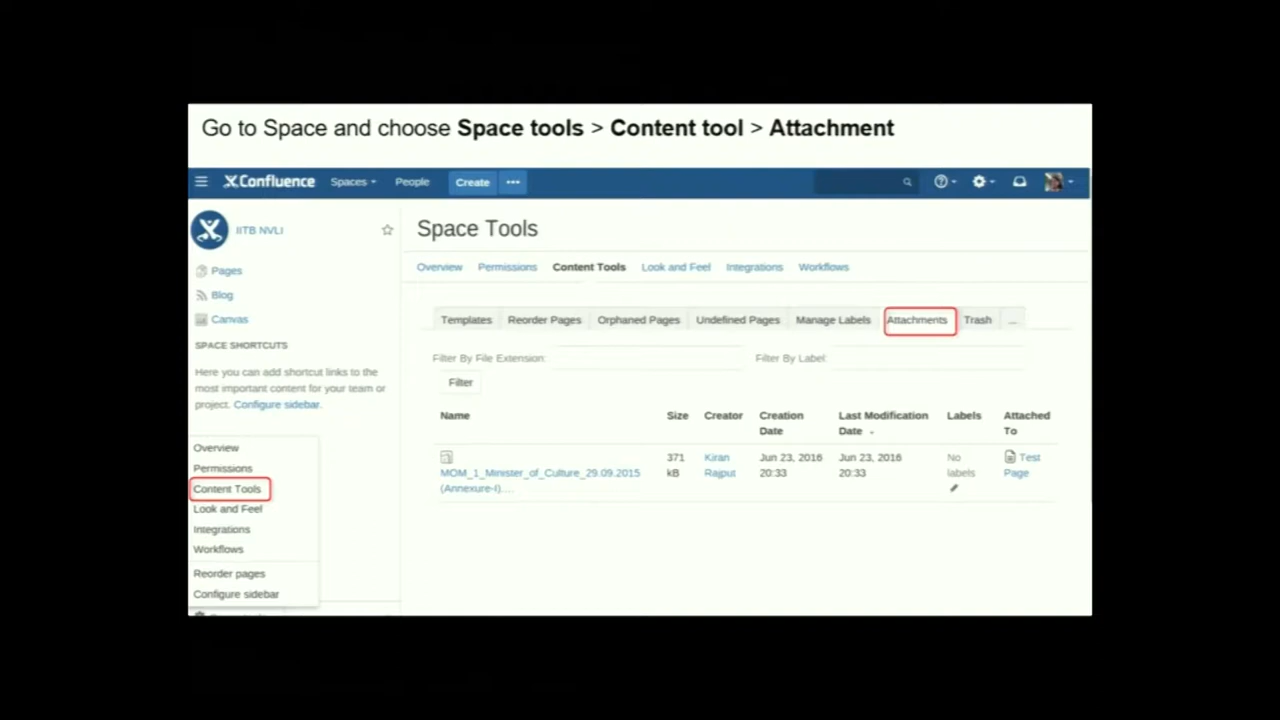 Go to Space and choose Space tools > Content tool > Attachment
Confluence Spaces People Create •••
IITB NVLI
Pages
Blog
Canvas
SPACE SHORTCUTS
Here you can add shortcut links to the
most important content for your team or
project. Configure sidebar.
Overview
Permissions
Content Tools
Look and Feel
Integrations
Workflows
Reorder pages
Configure sidebar
Space Tools
Overview Permissions Content Tools Look and Feel Integrations Workflows
Templates Reorder Pages Orphaned Pages Undefined Pages Manage Labels Attachments Trash ...
Filter By File Extension: Filter By Label:
Filter
Name Size Creator Creation Date Last Modification Date Labels Attached To
MOM_1_Minister_of_Culture_29.09.2015
(Annexure-I)....
371 kB
Kiran Rajput
Jun 23, 2016
20:33
Jun 23, 2016
20:33
No labels
Test Page